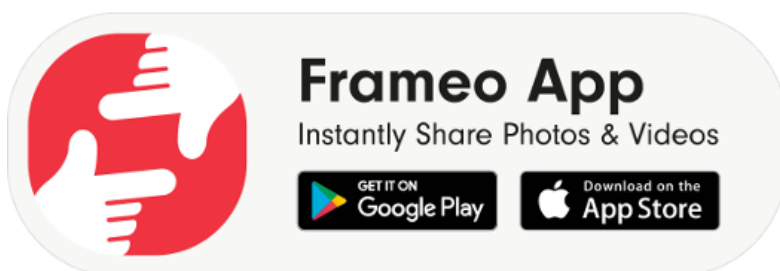 Frameo App
Instantly Share Photos & Videos
GET IT ON
Google Play
Download on the
App Store